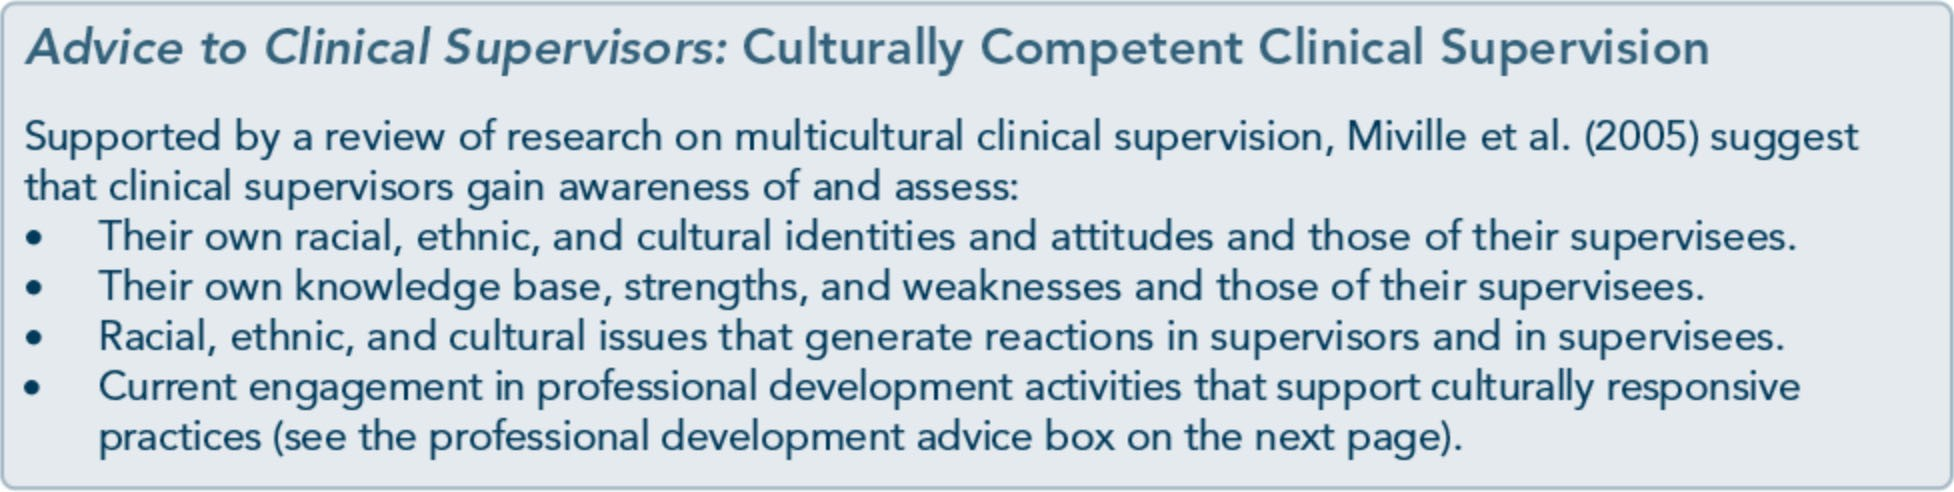 Advice to Clinical Supervisors: Culturally Competent Clinical Supervision
Supported by a review of research on multicultural clinical supervision, Miville et al. (2005) suggest
that clinical supervisors gain awareness of and assess:
• Their own racial, ethnic, and cultural identities and attitudes and those of their supervisees.
• Their own knowledge base, strengths, and weaknesses and those of their supervisees.
• Racial, ethnic, and cultural issues that generate reactions in supervisors and in supervisees.
• Current engagement in professional development activities that support culturally responsive
practices (see the professional development advice box on the next page).